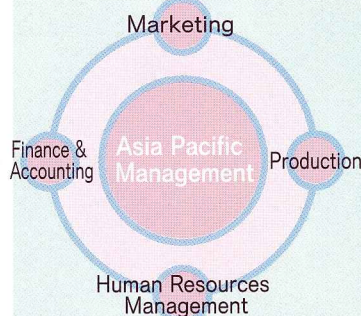 Marketing
Finance &
Accounting
Asia Pacific
Management
Production
Human Resources
Management